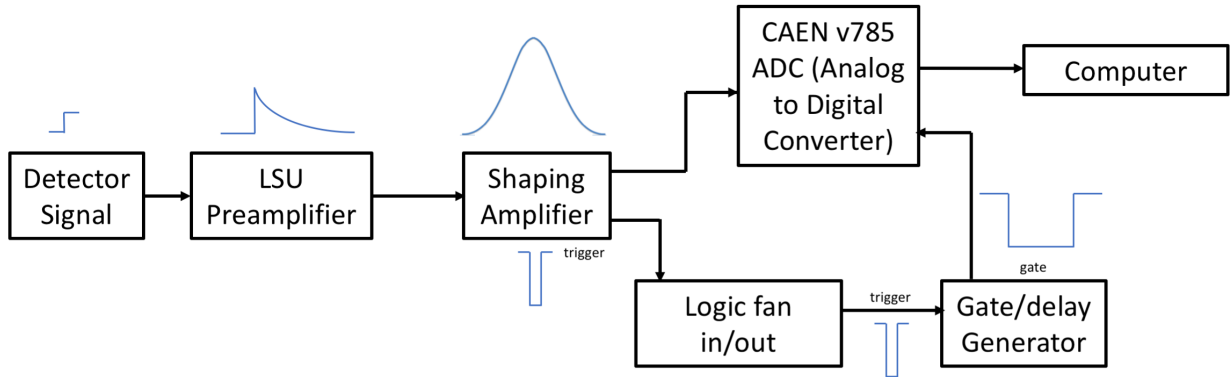 CAEN v785
ADC (Analog
to Digital
Converter)
Computer
Detector
Signal
LSU
Preamplifier
Shaping
Amplifier
trigger
gate
Logic fan
in/out
trigger
Gate/delay
Generator